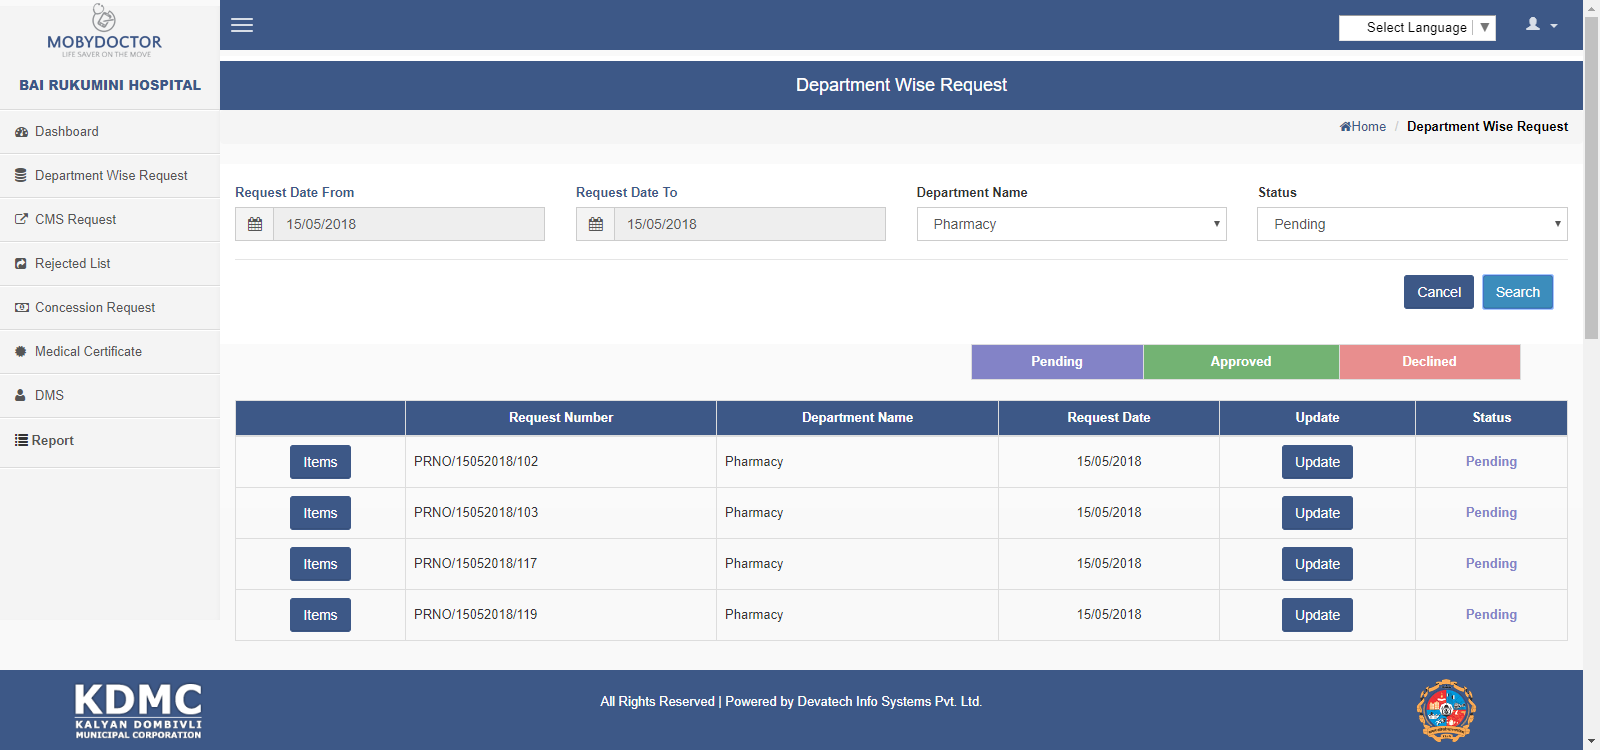 MOBYDOCTOR
LIFE SAVER ON THE MOVE
BAI RUKUMINI HOSPITAL
Dashboard
Department Wise Request
CMS Request
Rejected List
Concession Request
Medical Certificate
DMS
Report
Select Language ▼
Department Wise Request
Home / Department Wise Request
Request Date From Request Date To Department Name Status
15/05/2018 15/05/2018 Pharmacy Pending
Cancel Search
Pending Approved Declined
Request Number Department Name Request Date Update Status
Items PRNO/15052018/102 Pharmacy 15/05/2018 Update Pending
Items PRNO/15052018/103 Pharmacy 15/05/2018 Update Pending
Items PRNO/15052018/117 Pharmacy 15/05/2018 Update Pending
Items PRNO/15052018/119 Pharmacy 15/05/2018 Update Pending
KDMC
KALYAN DOMBIVLI
MUNICIPAL CORPORATION
All Rights Reserved | Powered by Devatech Info Systems Pvt. Ltd.